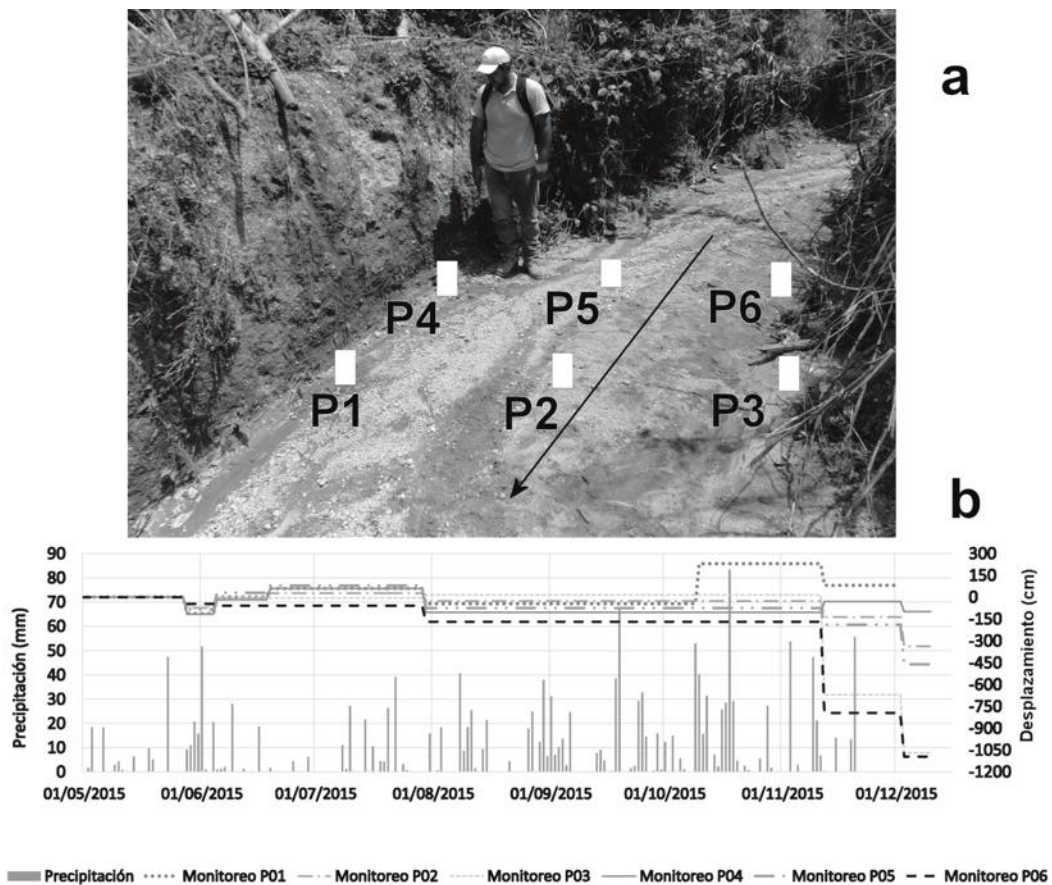 a
P4
P5
P6
P1
P2
P3
b
Precipitación (mm)
90
80
70
60
50
40
30
20
10
0
300
150
0
-150
-300
-450
-600
-750
-900
-1050
-1200
Desplazamiento (cm)
01/05/2015 01/06/2015 01/07/2015 01/08/2015 01/09/2015 01/10/2015 01/11/2015 01/12/2015
Precipitación Monitoreo P01 Monitoreo P02 Monitoreo P03 Monitoreo P04 Monitoreo P05 Monitoreo P06